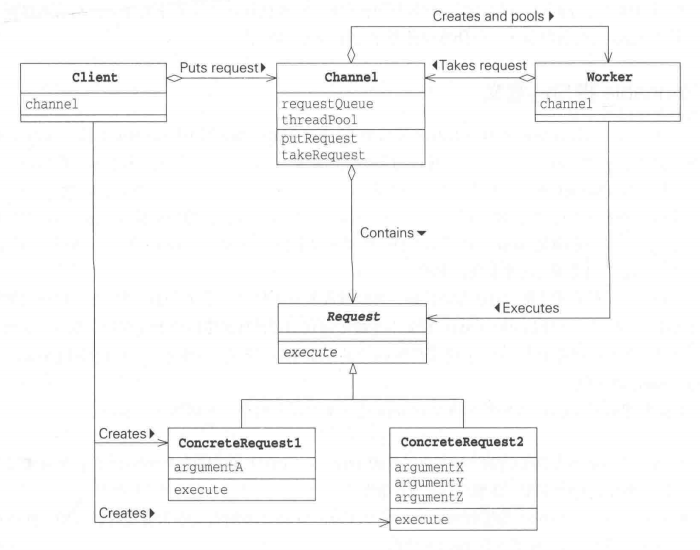 Creates and pools ▶
Client
channel
Puts request ▶
Channel
requestQueue
threadPool
putRequest
takeRequest
◀ Takes request
Worker
channel
Contains ▼
Request
execute
◀ Executes
Creates ▶
ConcreteRequest1
argumentA
execute
ConcreteRequest2
argumentX
argumentY
argumentZ
execute
Creates ▶